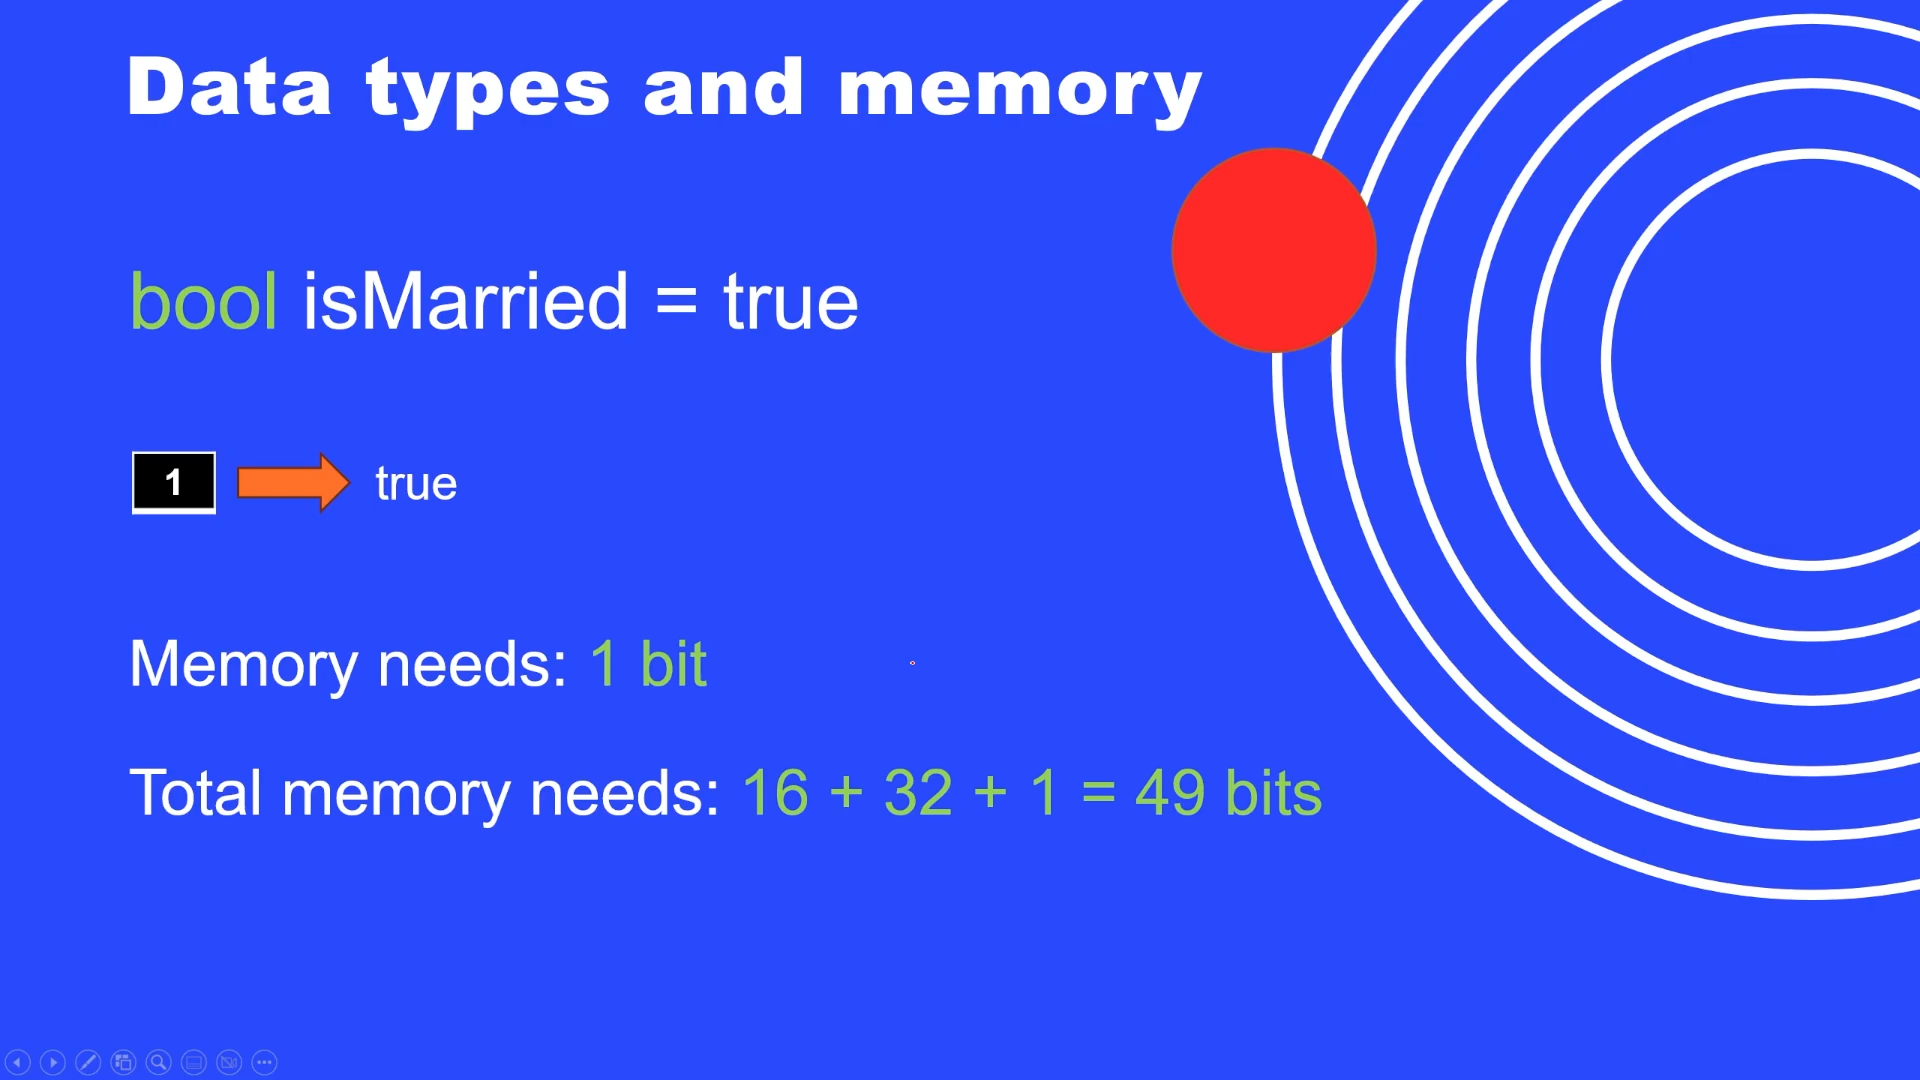 Data types and memory
bool isMarried = true
1 true
Memory needs: 1 bit
Total memory needs: 16 + 32 + 1 = 49 bits